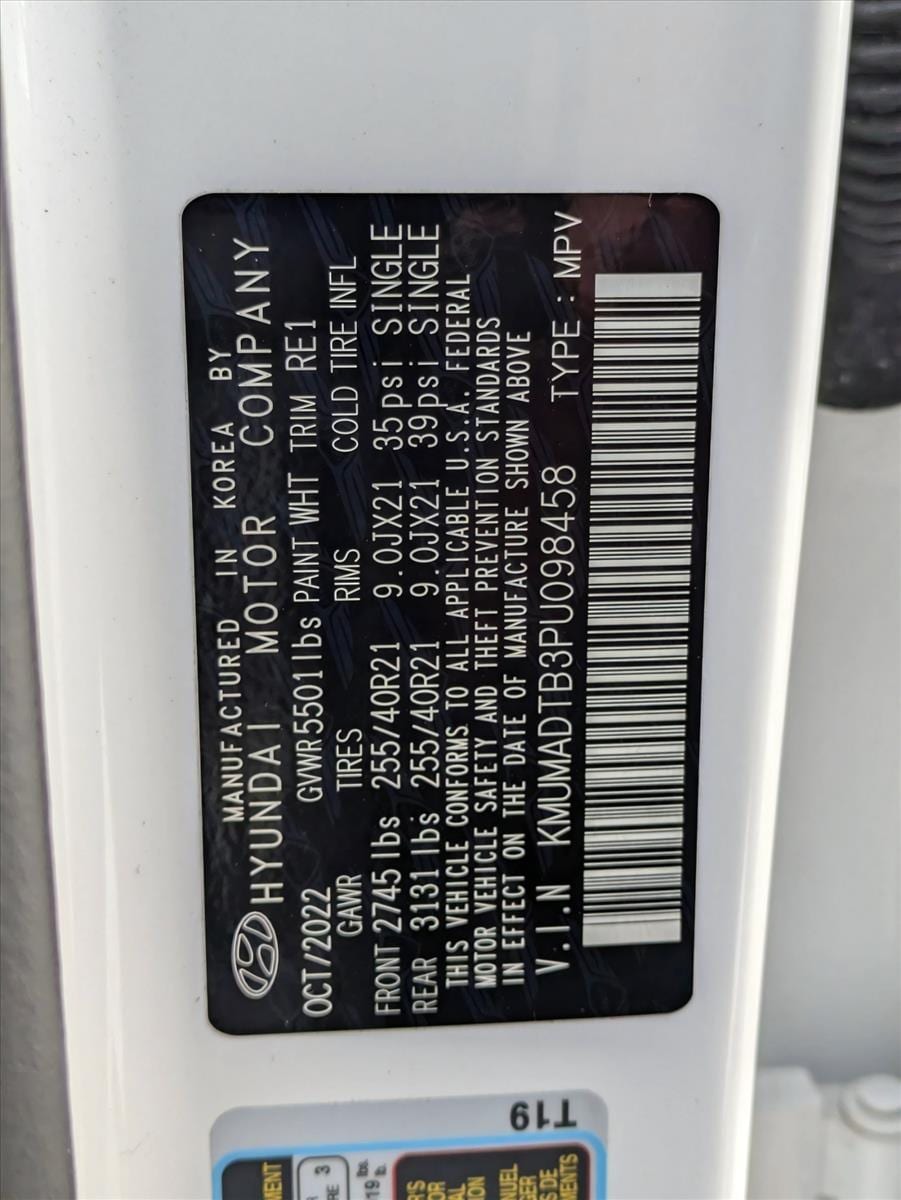 MANUFACTURED IN KOREA BY
HYUNDAI MOTOR COMPANY
OCT/2022 GVWR5501lbs PAINT WHT TRIM RE1
GAWR TIRES RIMS COLD TIRE INFL
FRONT 2745 lbs 255/40R21 9.0JX21 35psi SINGLE
REAR 3131 lbs 255/40R21 9.0JX21 39psi SINGLE
THIS VEHICLE CONFORMS TO ALL APPLICABLE U.S.A. FEDERAL
MOTOR VEHICLE SAFETY AND THEFT PREVENTION STANDARDS
IN EFFECT ON THE DATE OF MANUFACTURE SHOWN ABOVE
V.I.N KMUMADTB3PU098458 TYPE : MPV
T19
3